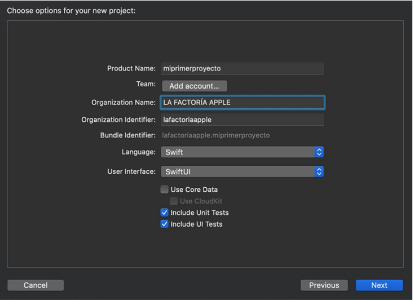 Choose options for your new project:
Product Name: miprimerproyecto
Team: Add account...
Organization Name: LA FACTORÍA APPLE
Organization Identifier: lafactoriaapple
Bundle Identifier: lafactoriaapple.miprimerproyecto
Language: Swift
User Interface: SwiftUI
Use Core Data
Use CloudKit
Include Unit Tests
Include UI Tests
Cancel Previous Next